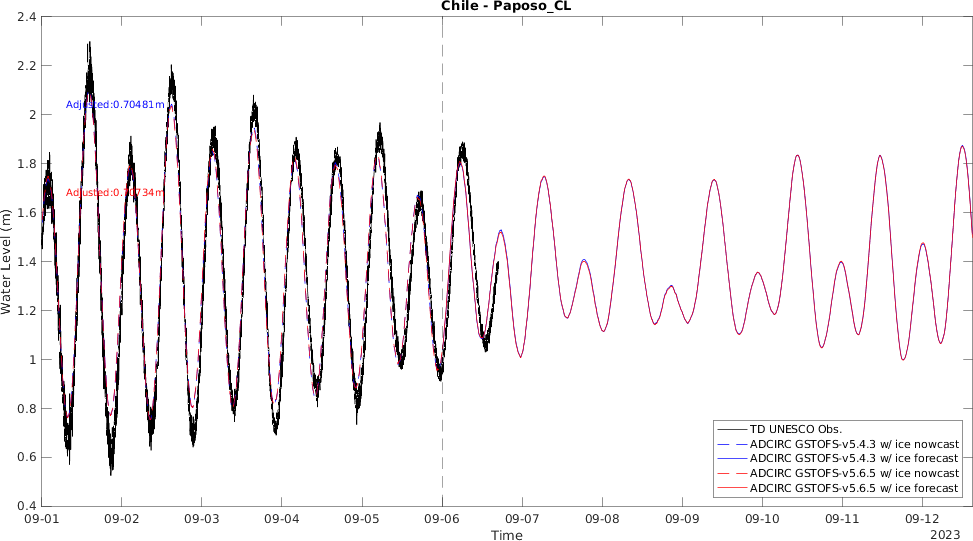 Chile - Paposo_CL
2.4
2.2
2
1.8
1.6
1.4
1.2
1
0.8
0.6
0.4
Water Level (m)
Adjusted:0.70481m
Adjusted:0.70734m
TD UNESCO Obs.
ADCIRC GSTOFS-v5.4.3 w/ ice nowcast
ADCIRC GSTOFS-v5.4.3 w/ ice forecast
ADCIRC GSTOFS-v5.6.5 w/ ice nowcast
ADCIRC GSTOFS-v5.6.5 w/ ice forecast
09-01 09-02 09-03 09-04 09-05 09-06 09-07 09-08 09-09 09-10 09-11 09-12
Time
2023